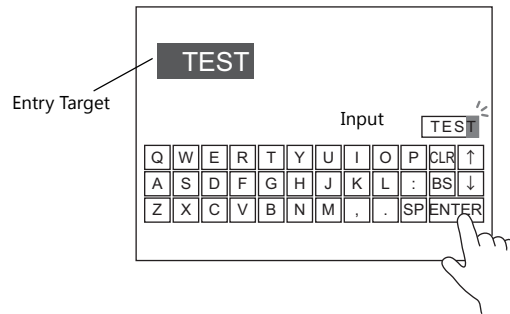 TEST
Entry Target
Input TEST
Q W E R T Y U I O P CLR ↑
A S D F G H J K L : BS ↓
Z X C V B N M , . SP ENTER